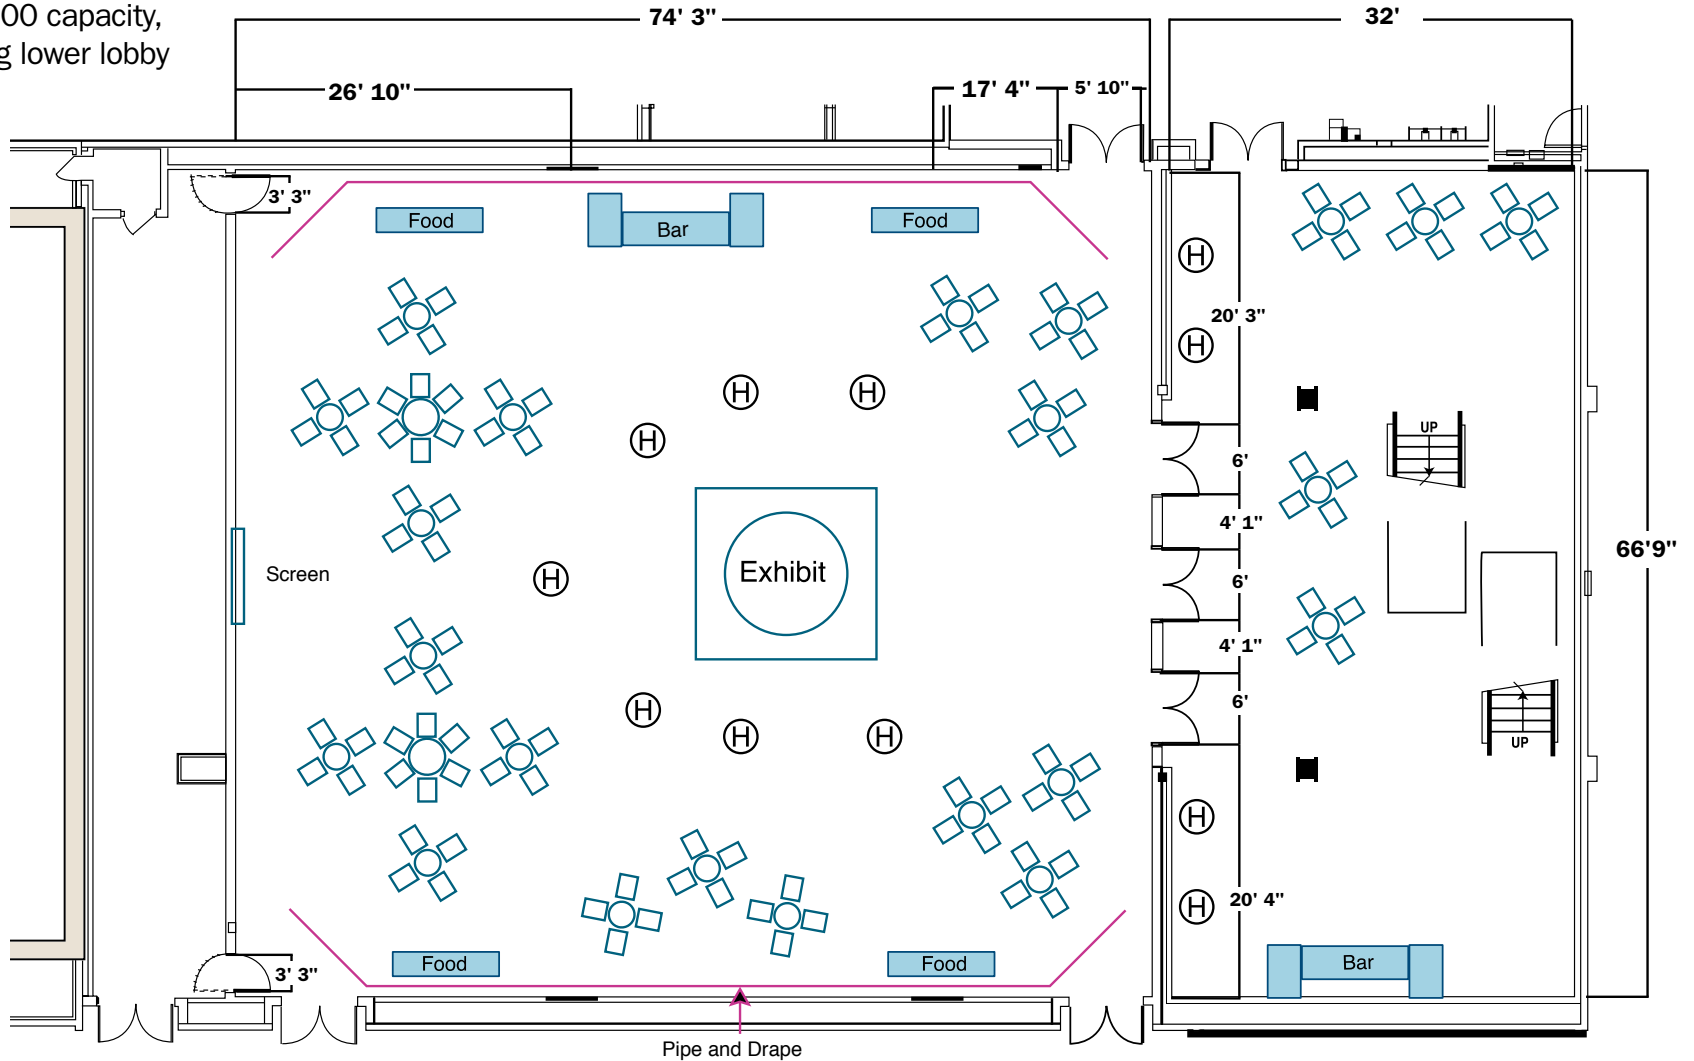 00 capacity,
g lower lobby
74' 3"
32'
26' 10"
17' 4"
5' 10"
3' 3"
Food
Bar
Food
H
20' 3"
H
H
H
H
UP
6'
4' 1"
66'9"
Screen
H
Exhibit
6'
4' 1"
H
H
H
6'
UP
H
H
20' 4"
Food
Food
Bar
3' 3"
Pipe and Drape